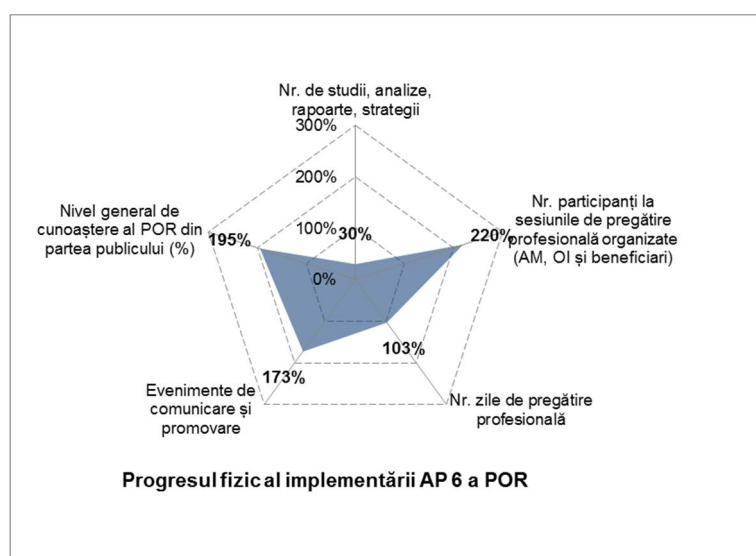 Nr. de studii, analize,
rapoarte, strategii
300%
200%
100%
0%
30%
Nr. participanți la
sesiunile de pregătire
profesională organizate
(AM, OI și beneficiari)
220%
103%
Nr. zile de pregătire
profesională
173%
Evenimente de
comunicare și
promovare
Nivel general de
cunoaștere al POR din
partea publicului (%)
195%
Progresul fizic al implementării AP 6 a POR